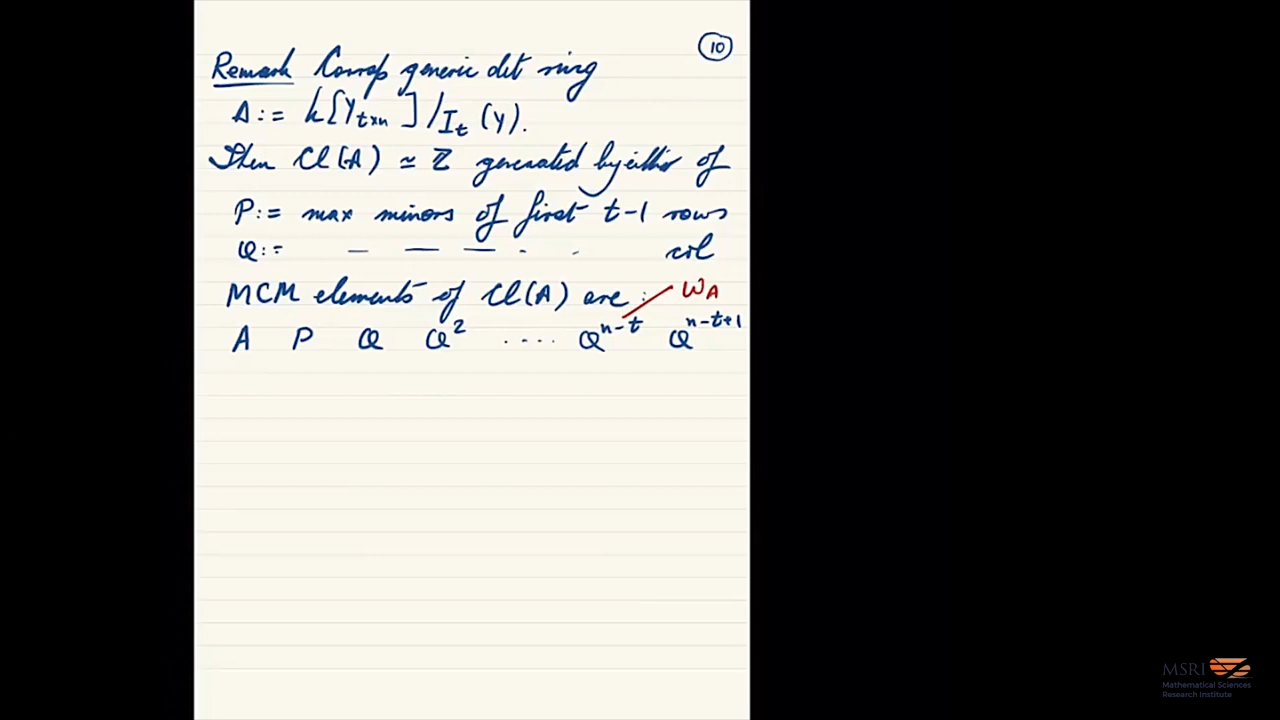 10
Remark Corresp generic det ring
A := k[Y_{t×n}]/I_t(Y).
Then Cl(A) ≃ ℤ generated by either of
P := max minors of first t-1 rows
Q := — — — · · col
MCM elements of Cl(A) are : ω_A
A P Q Q^2 .... Q^{n-t} Q^{n-t+1}
MSRI
Mathematical Sciences
Research Institute